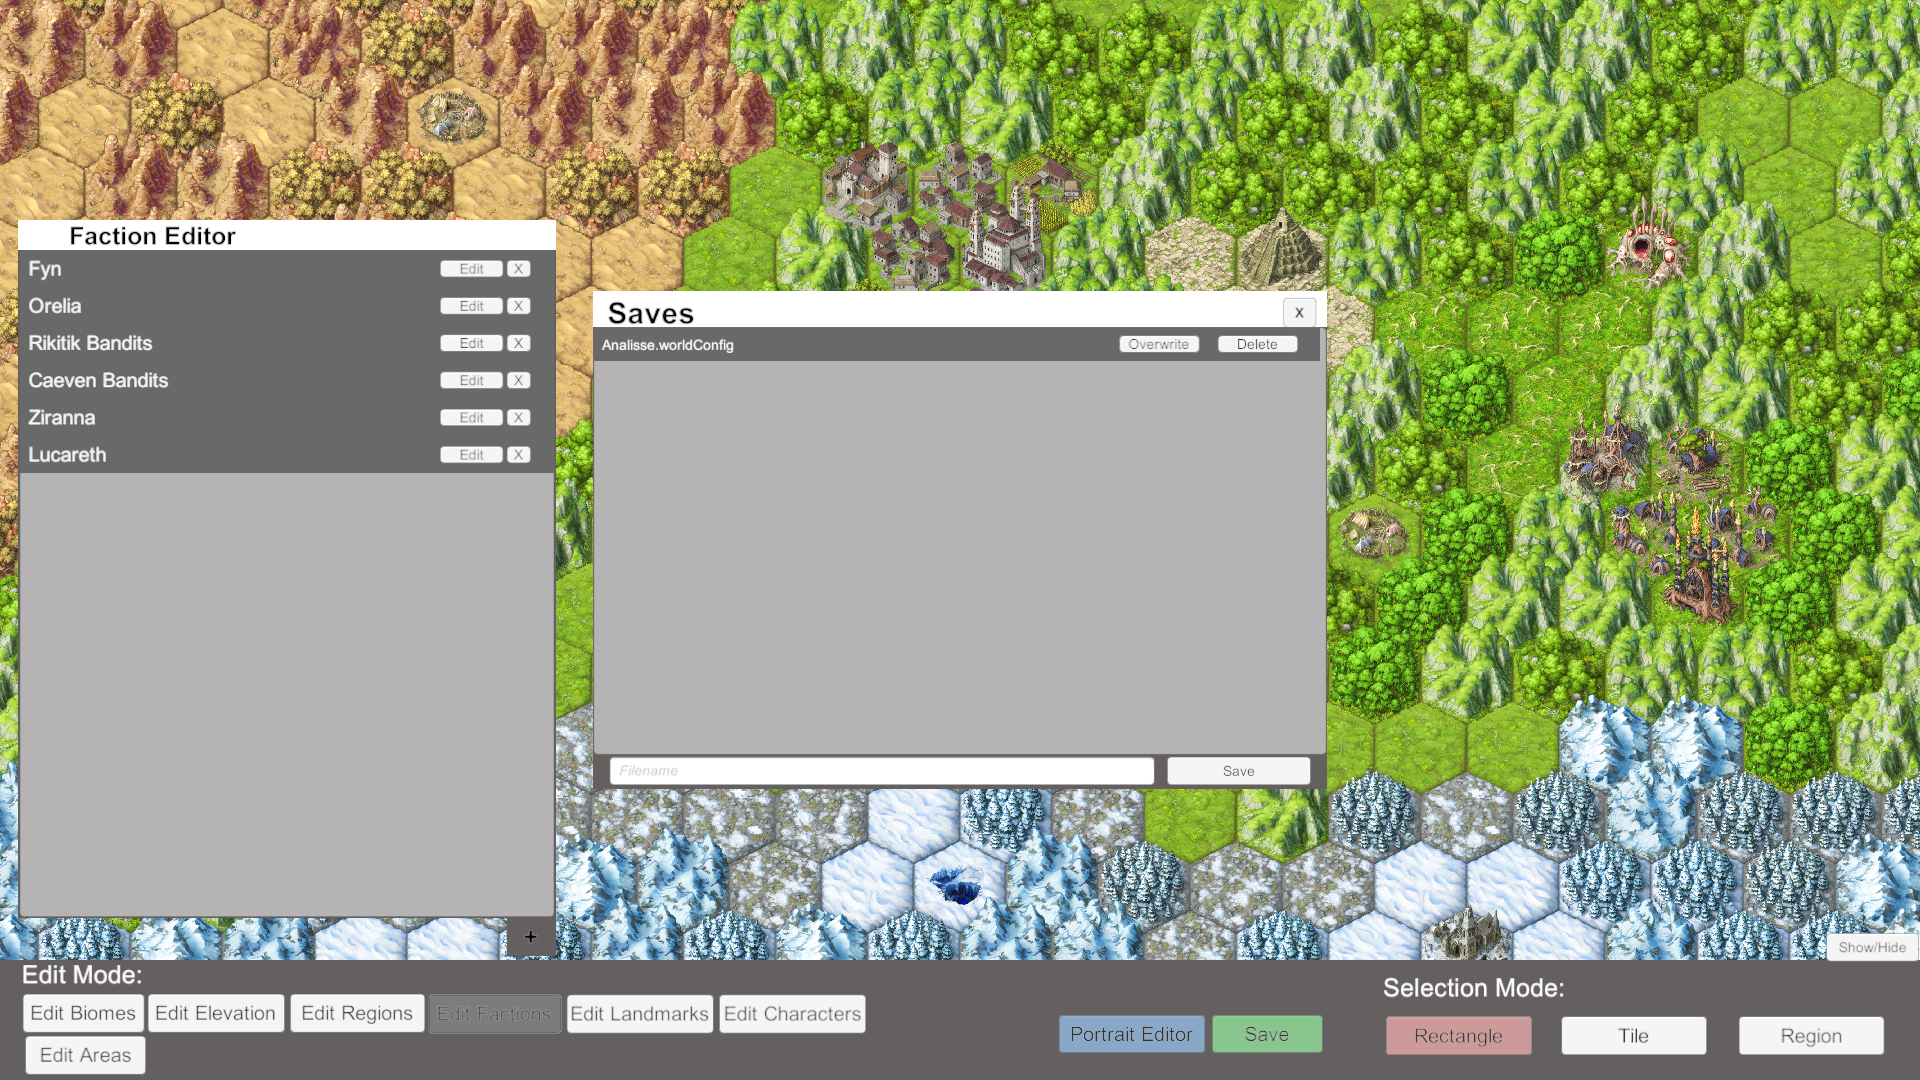 Faction Editor
Fyn Edit X
Orelia Edit X
Rikitik Bandits Edit X
Caeven Bandits Edit X
Ziranna Edit X
Lucareth Edit X
+
Saves X
Analisse.worldConfig Overwrite Delete
Filename Save
Show/Hide
Edit Mode:
Edit Biomes Edit Elevation Edit Regions Edit Factions Edit Landmarks Edit Characters
Edit Areas
Portrait Editor Save
Selection Mode:
Rectangle Tile Region